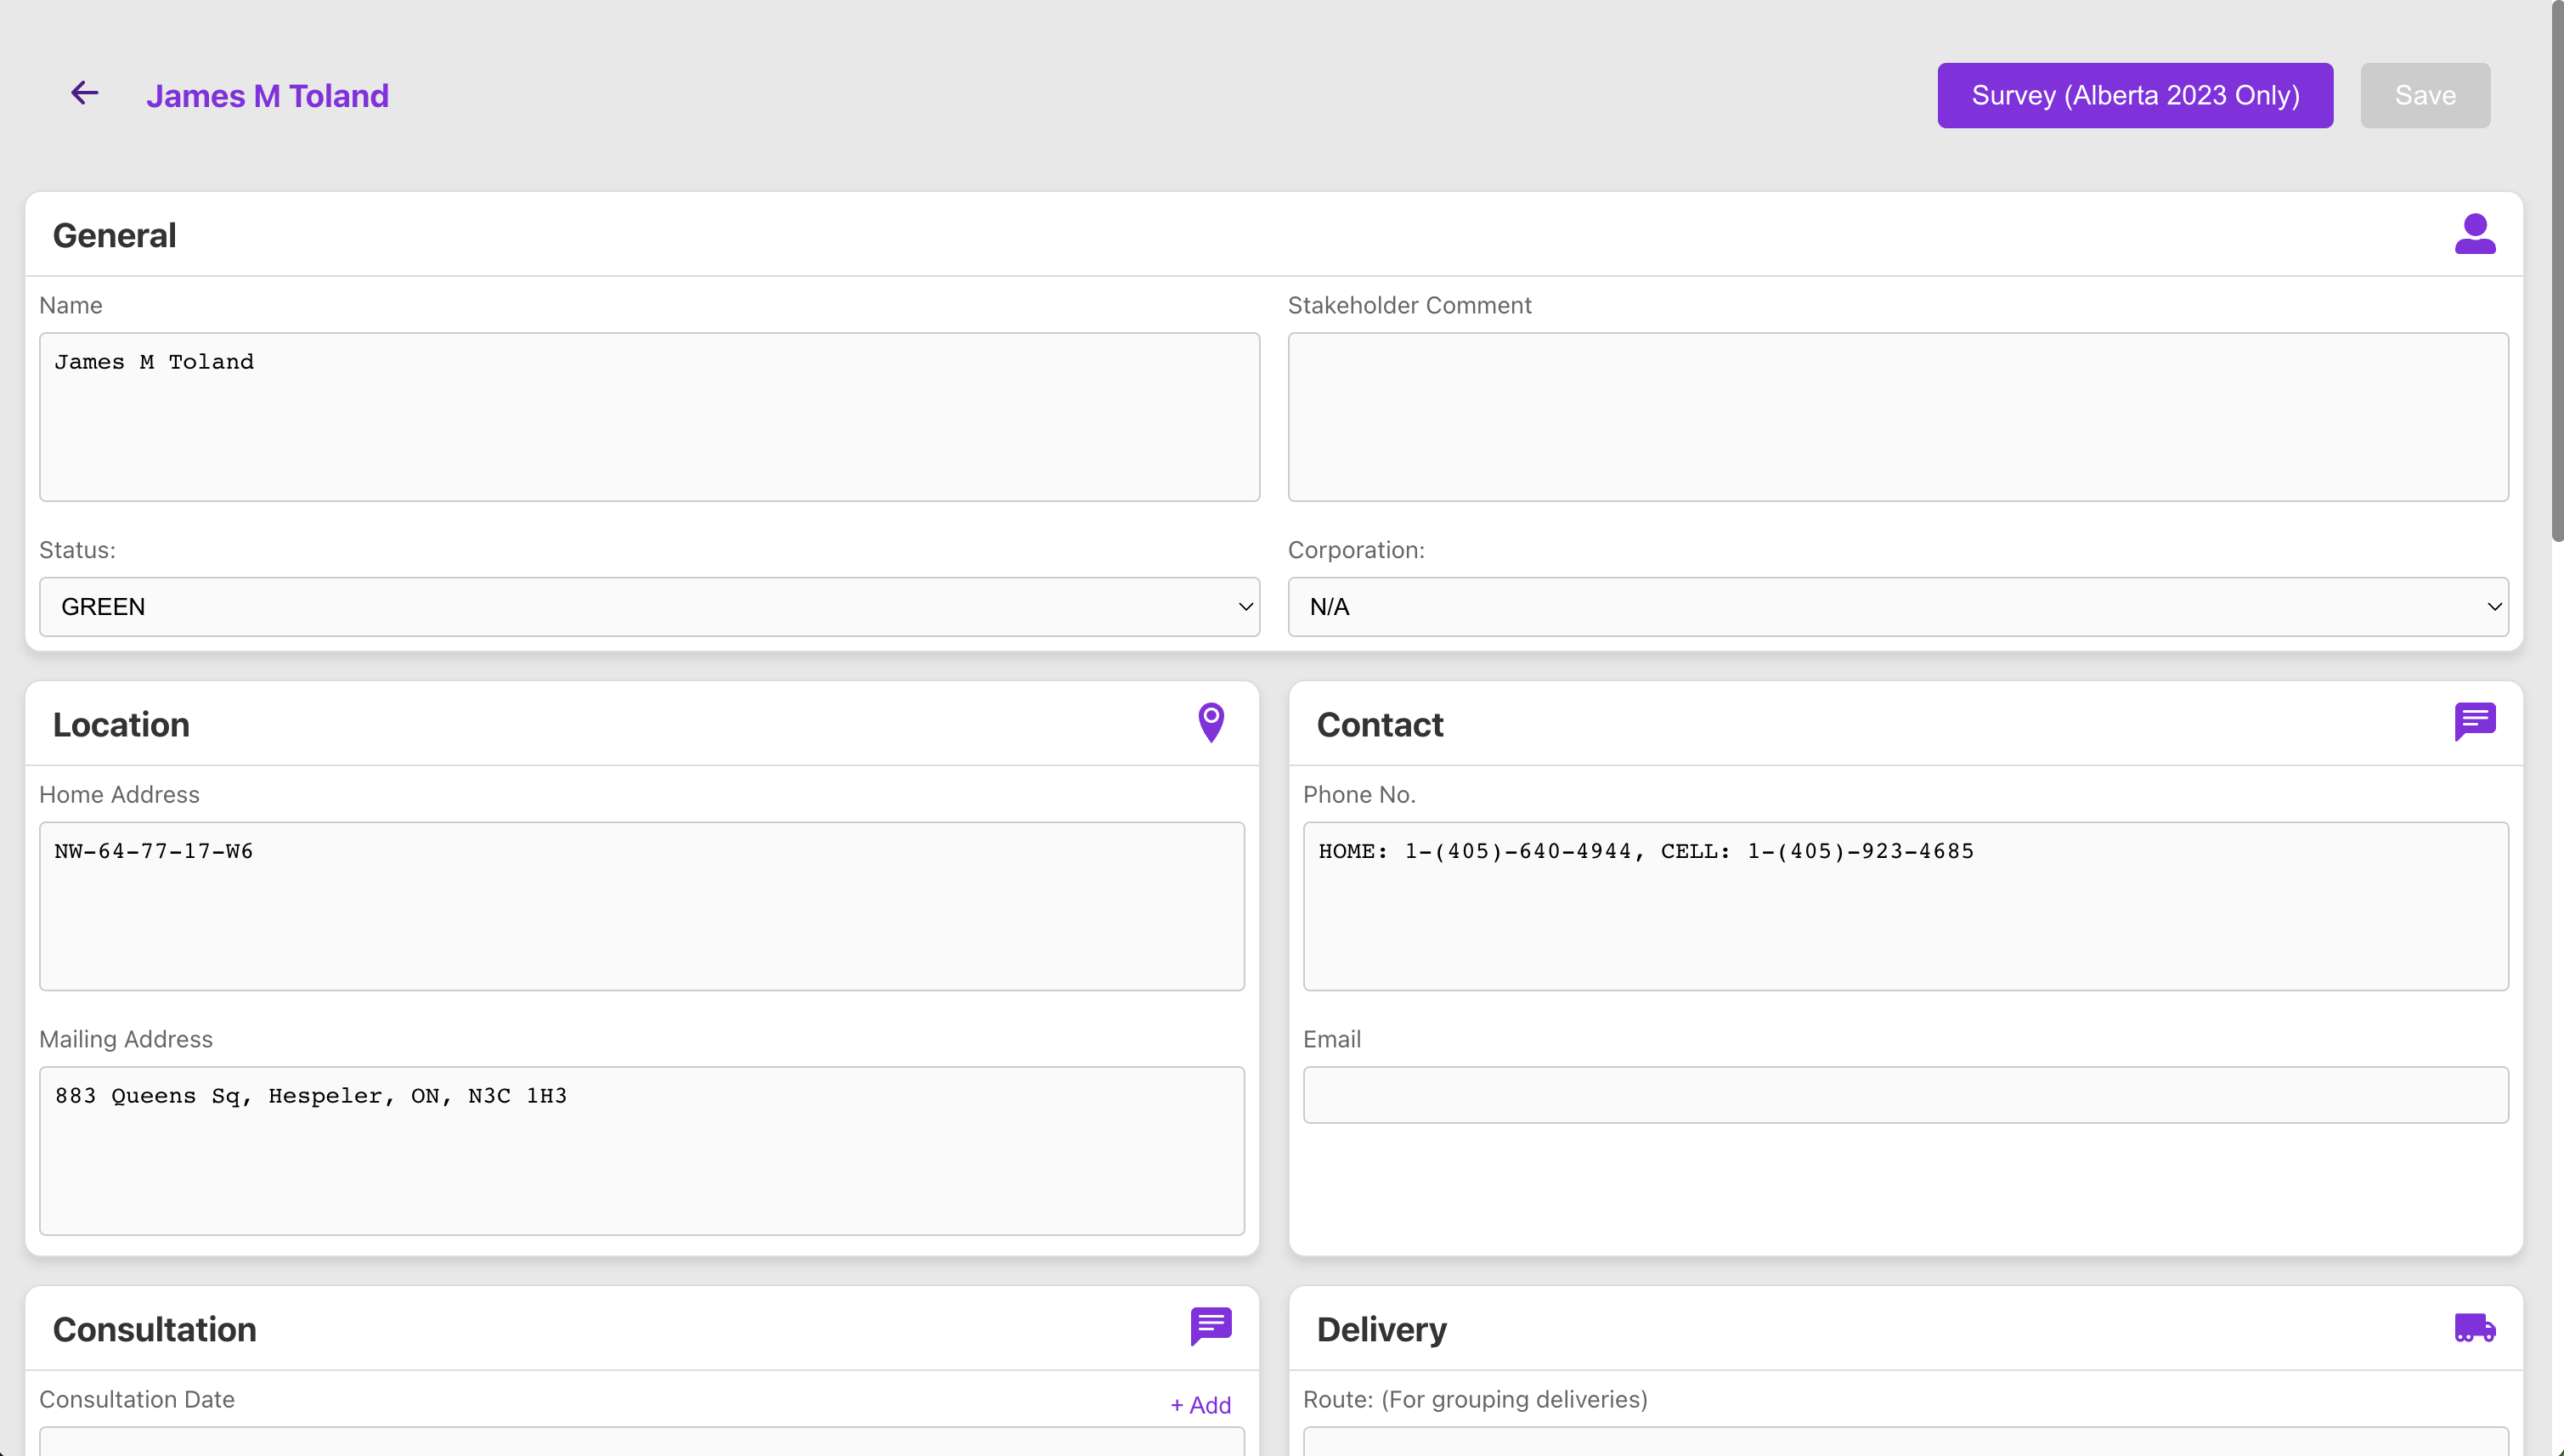 James M Toland
Survey (Alberta 2023 Only)
Save
General
Name
Stakeholder Comment
James M Toland
Status:
Corporation:
GREEN
N/A
Location
Contact
Home Address
Phone No.
NW-64-77-17-W6
HOME: 1-(405)-640-4944, CELL: 1-(405)-923-4685
Mailing Address
Email
883 Queens Sq, Hespeler, ON, N3C 1H3
Consultation
Delivery
Consultation Date
+ Add
Route: (For grouping deliveries)